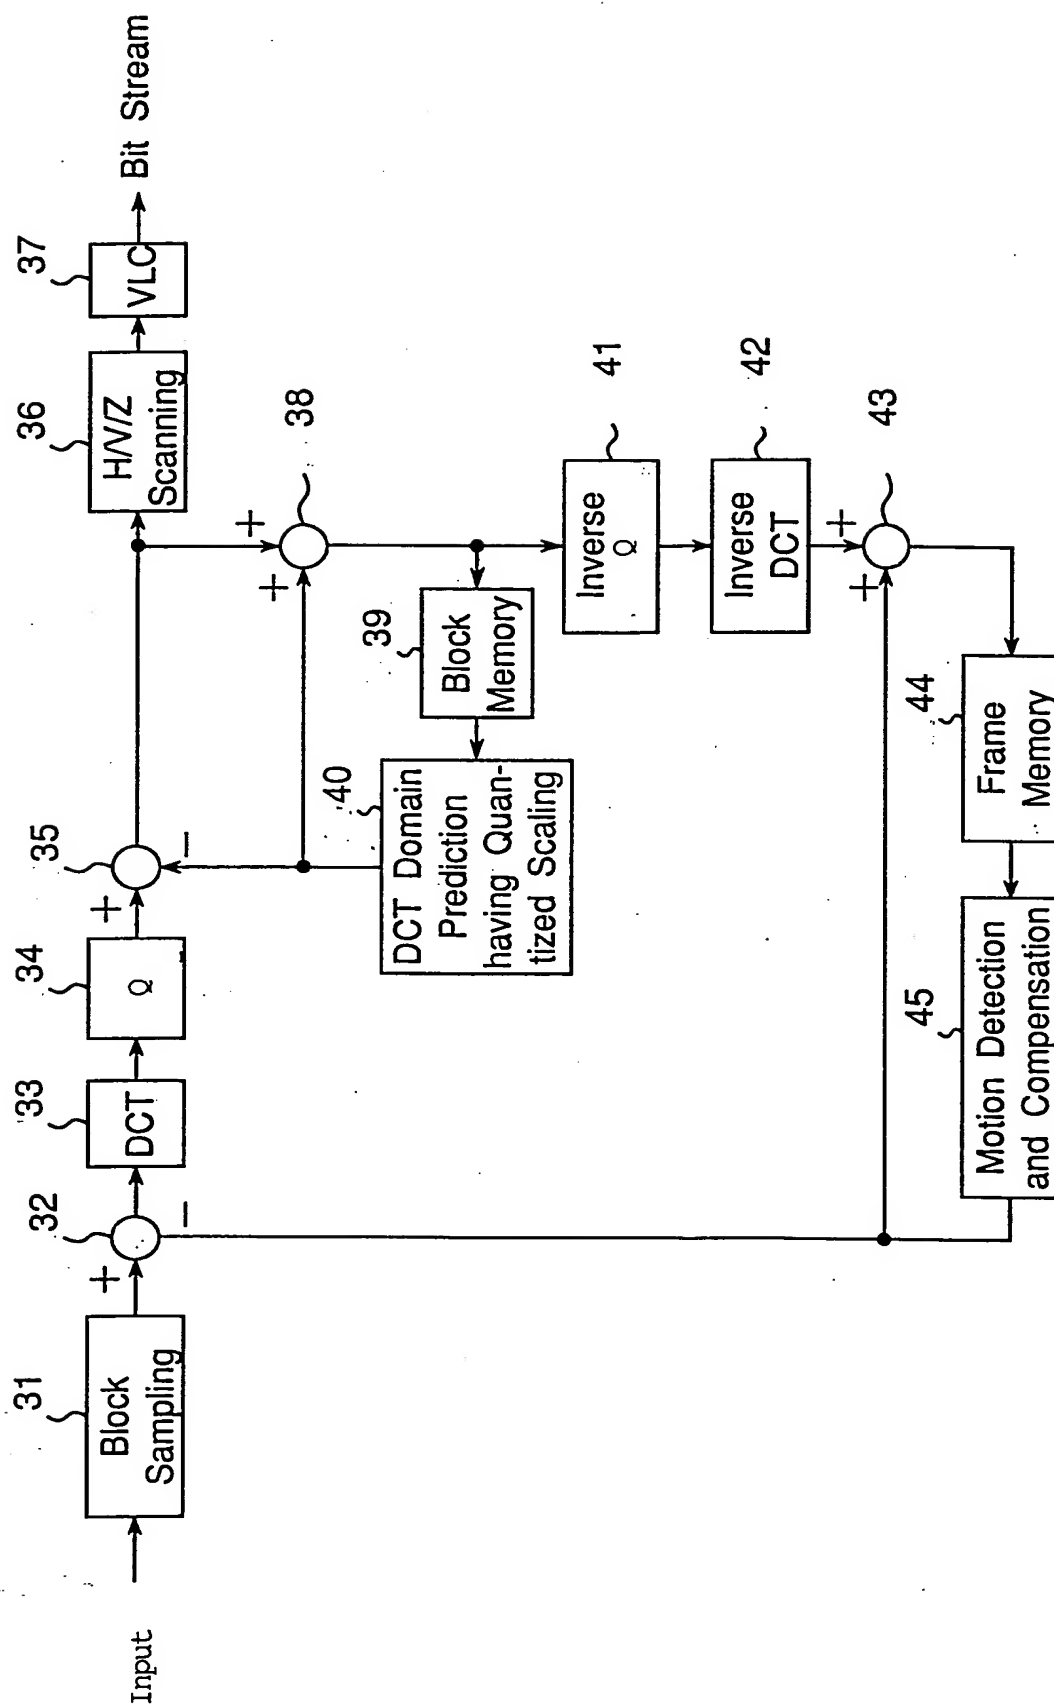 Input
31
Block
Sampling
+
32
−
33
DCT
34
Q
+
35
−
36
H/V/Z
Scanning
37
VLC
Bit Stream
38
+
+
39
Block
Memory
40
DCT Domain
Prediction
having Quan-
tized Scaling
41
Inverse
Q
42
Inverse
DCT
43
+
+
44
Frame
Memory
45
Motion Detection
and Compensation